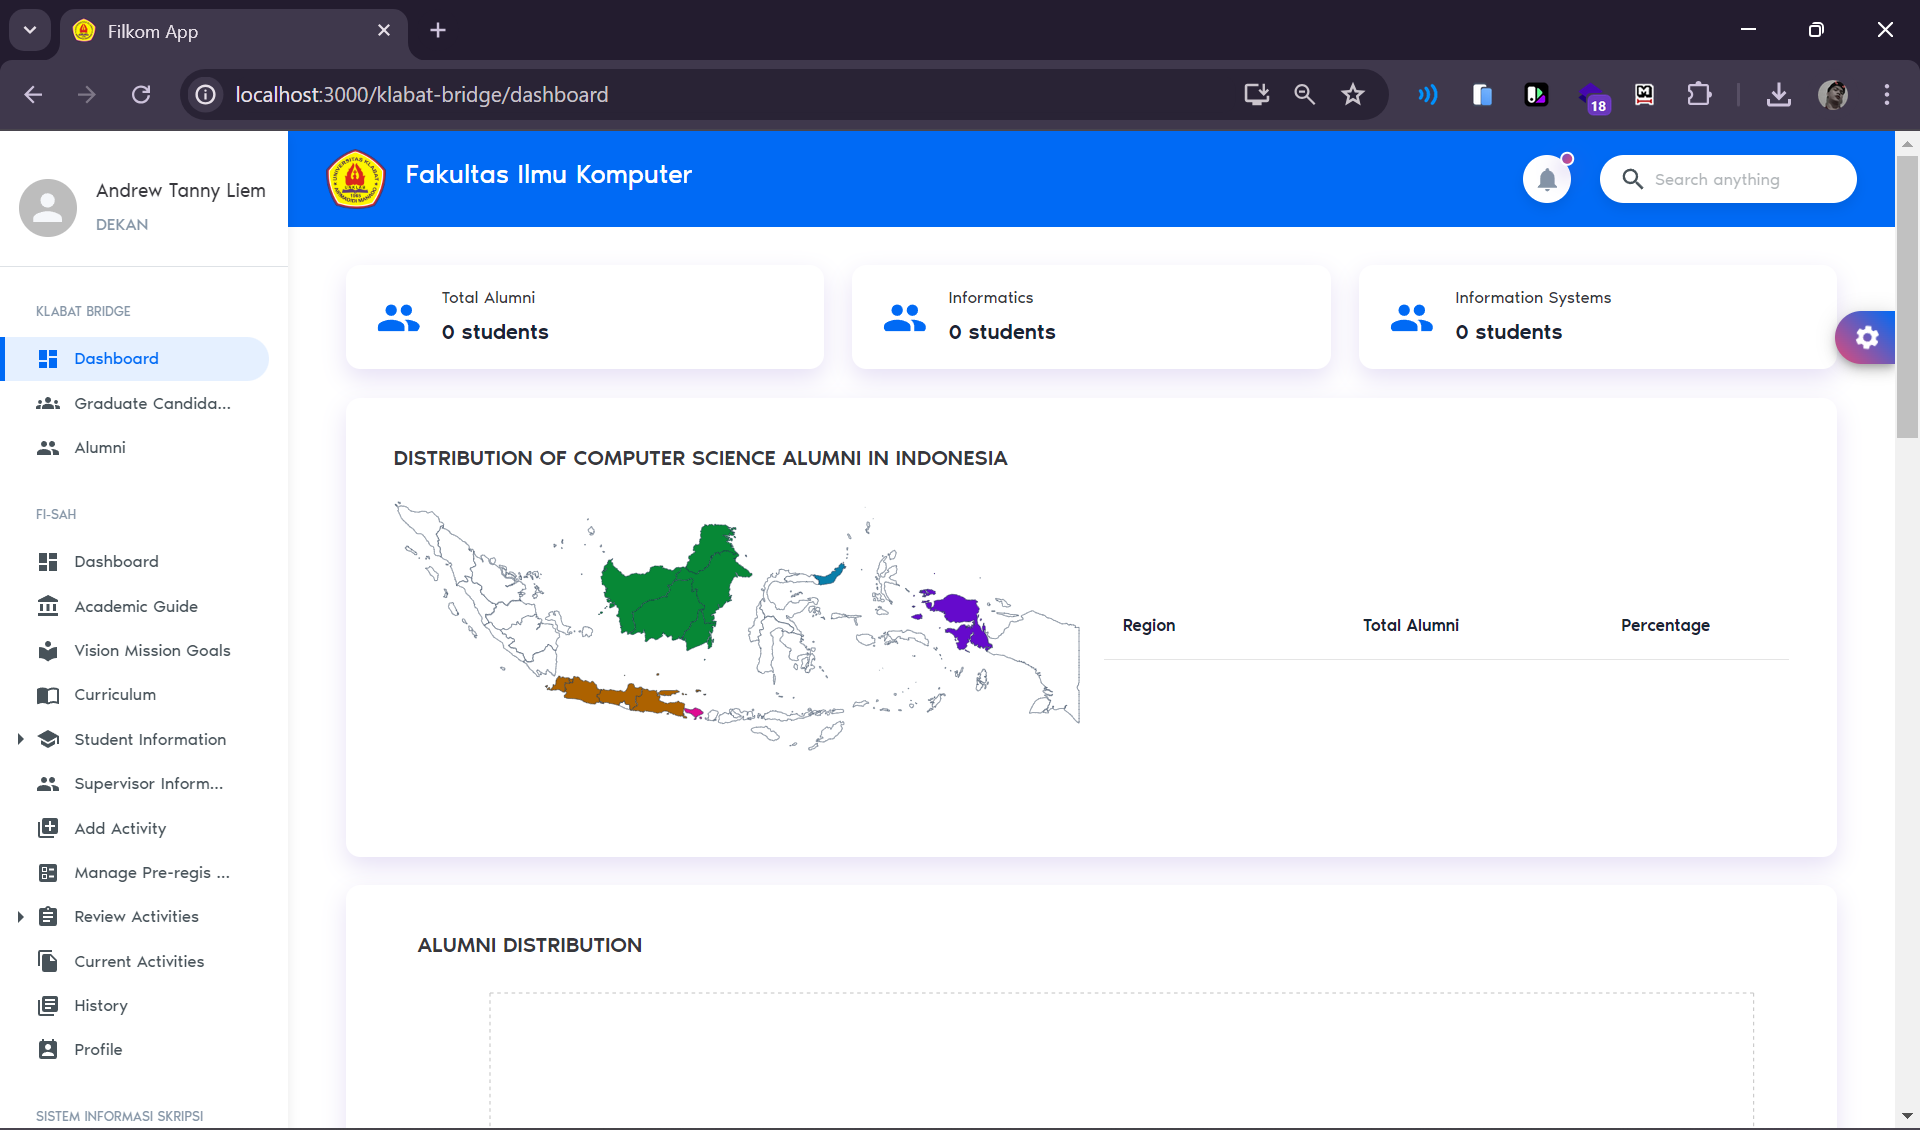 Filkom App
localhost:3000/klabat-bridge/dashboard
18
Andrew Tanny Liem
DEKAN
Fakultas Ilmu Komputer
Search anything
KLABAT BRIDGE
Dashboard
Graduate Candida...
Alumni
FI-SAH
Dashboard
Academic Guide
Vision Mission Goals
Curriculum
Student Information
Supervisor Inform...
Add Activity
Manage Pre-regis ...
Review Activities
Current Activities
History
Profile
SISTEM INFORMASI SKRIPSI
Total Alumni
0 students
Informatics
0 students
Information Systems
0 students
DISTRIBUTION OF COMPUTER SCIENCE ALUMNI IN INDONESIA
Region Total Alumni Percentage
ALUMNI DISTRIBUTION